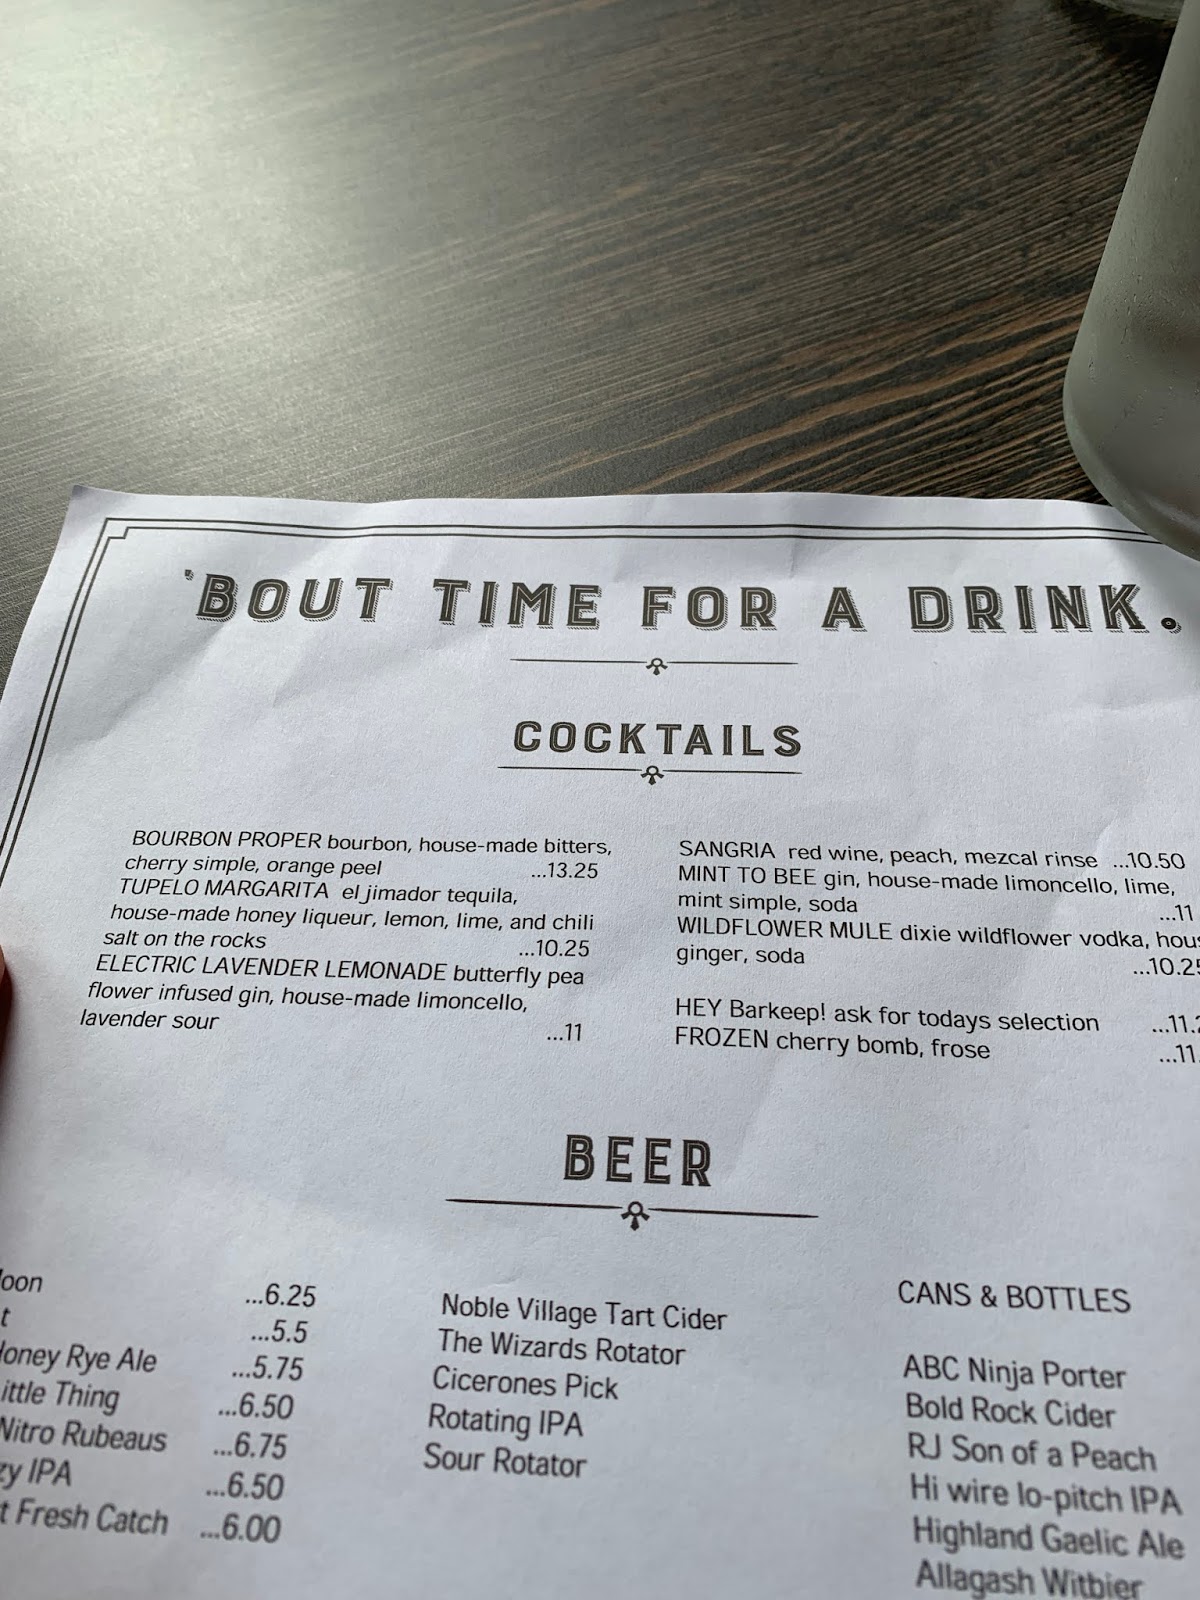 'BOUT TIME FOR A DRINK.
COCKTAILS
BOURBON PROPER bourbon, house-made bitters,
cherry simple, orange peel ...13.25
TUPELO MARGARITA el jimador tequila,
house-made honey liqueur, lemon, lime, and chili
salt on the rocks ...10.25
ELECTRIC LAVENDER LEMONADE butterfly pea
flower infused gin, house-made limoncello,
lavender sour ...11
SANGRIA red wine, peach, mezcal rinse ...10.50
MINT TO BEE gin, house-made limoncello, lime,
mint simple, soda ...11
WILDFLOWER MULE dixie wildflower vodka,
ginger, soda ...10.25
HEY Barkeep! ask for todays selection ...11.2
FROZEN cherry bomb, frose ...11.
BEER
oon ...6.25
t ...5.5
Honey Rye Ale ...5.75
ittle Thing ...6.50
Nitro Rubeaus ...6.75
zy IPA ...6.50
t Fresh Catch ...6.00
Noble Village Tart Cider
The Wizards Rotator
Cicerones Pick
Rotating IPA
Sour Rotator
CANS & BOTTLES
ABC Ninja Porter
Bold Rock Cider
RJ Son of a Peach
Hi wire lo-pitch IPA
Highland Gaelic Ale
Allagash Witbier